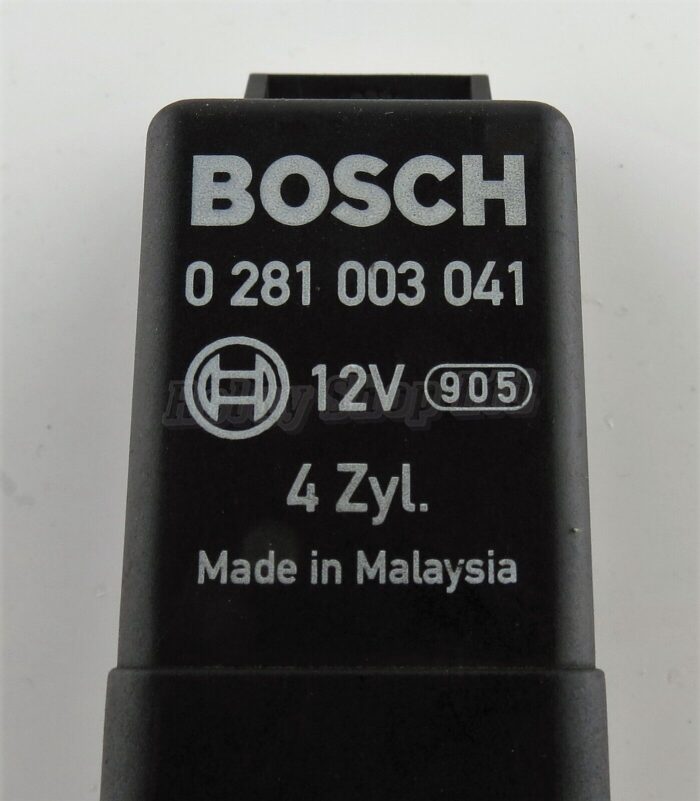 BOSCH
0 281 003 041
12V 905
4 Zyl.
Made in Malaysia